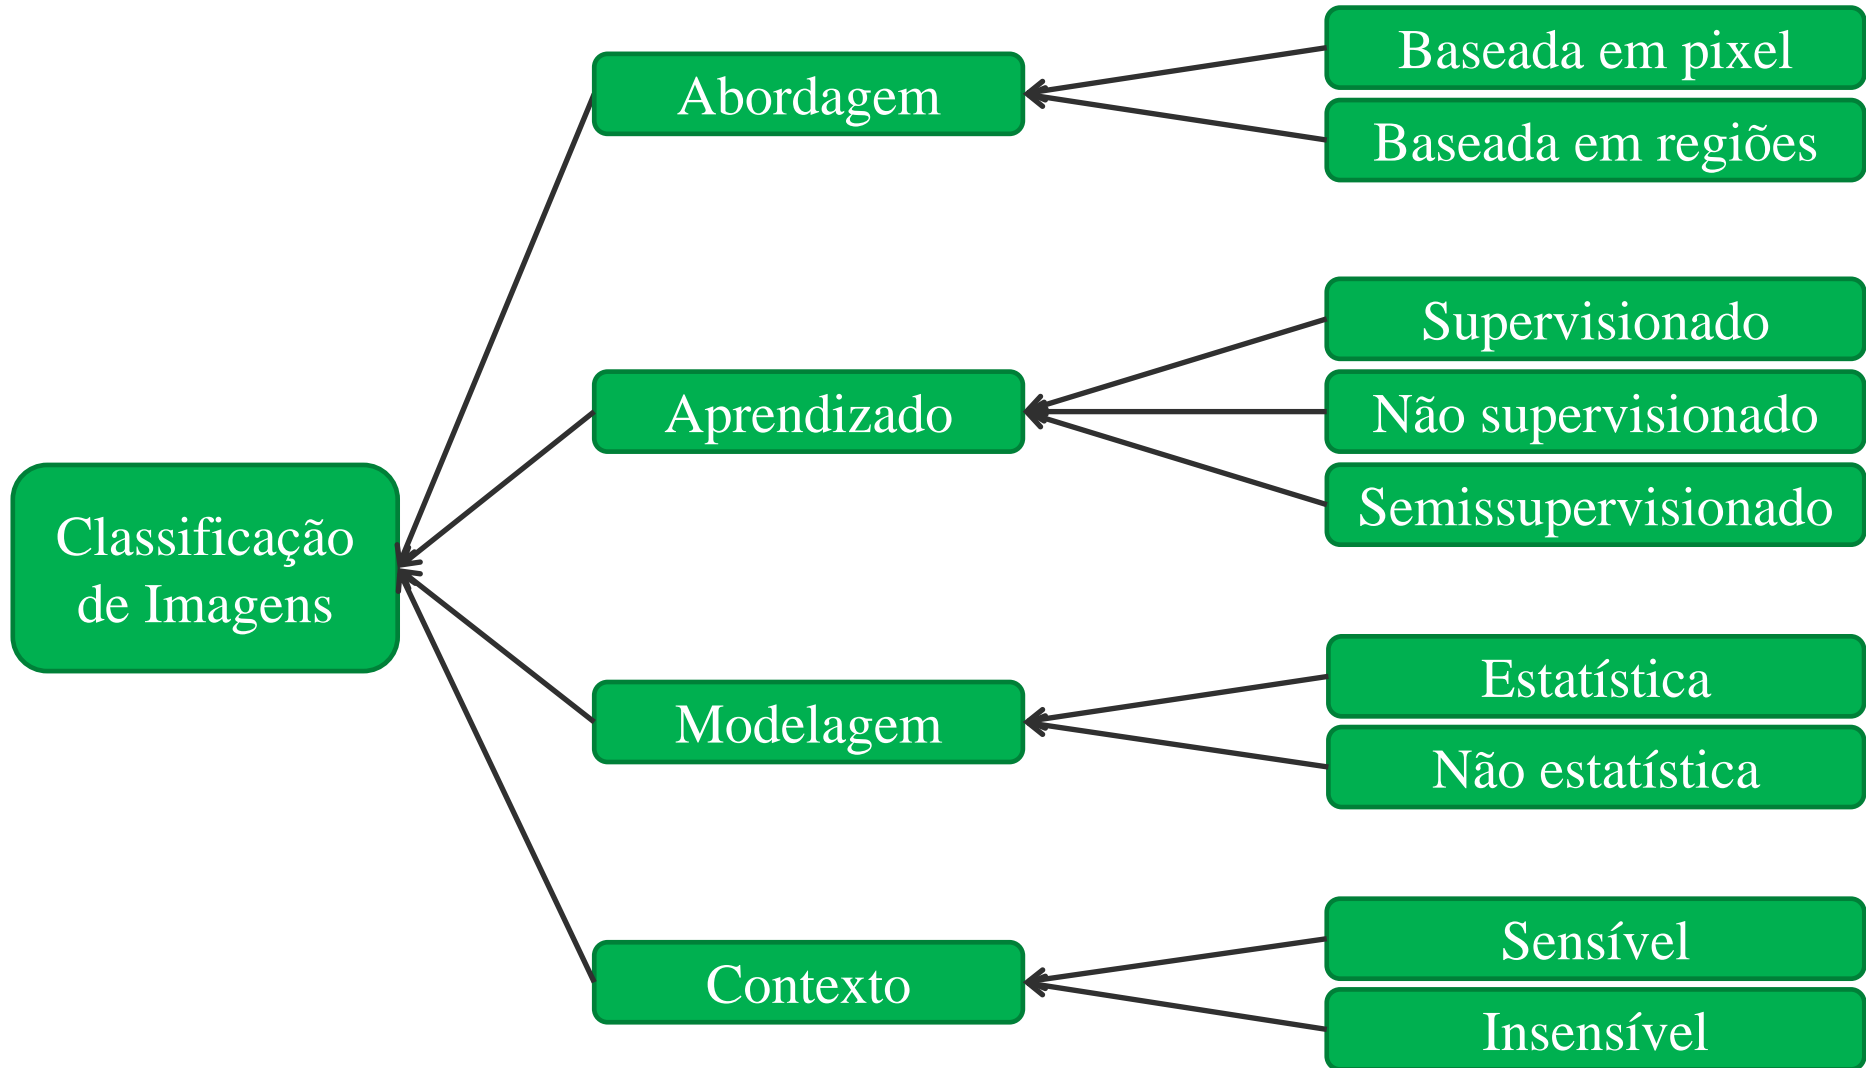 Classificação
de Imagens
Abordagem
Baseada em pixel
Baseada em regiões
Aprendizado
Supervisionado
Não supervisionado
Semissupervisionado
Modelagem
Estatística
Não estatística
Contexto
Sensível
Insensível